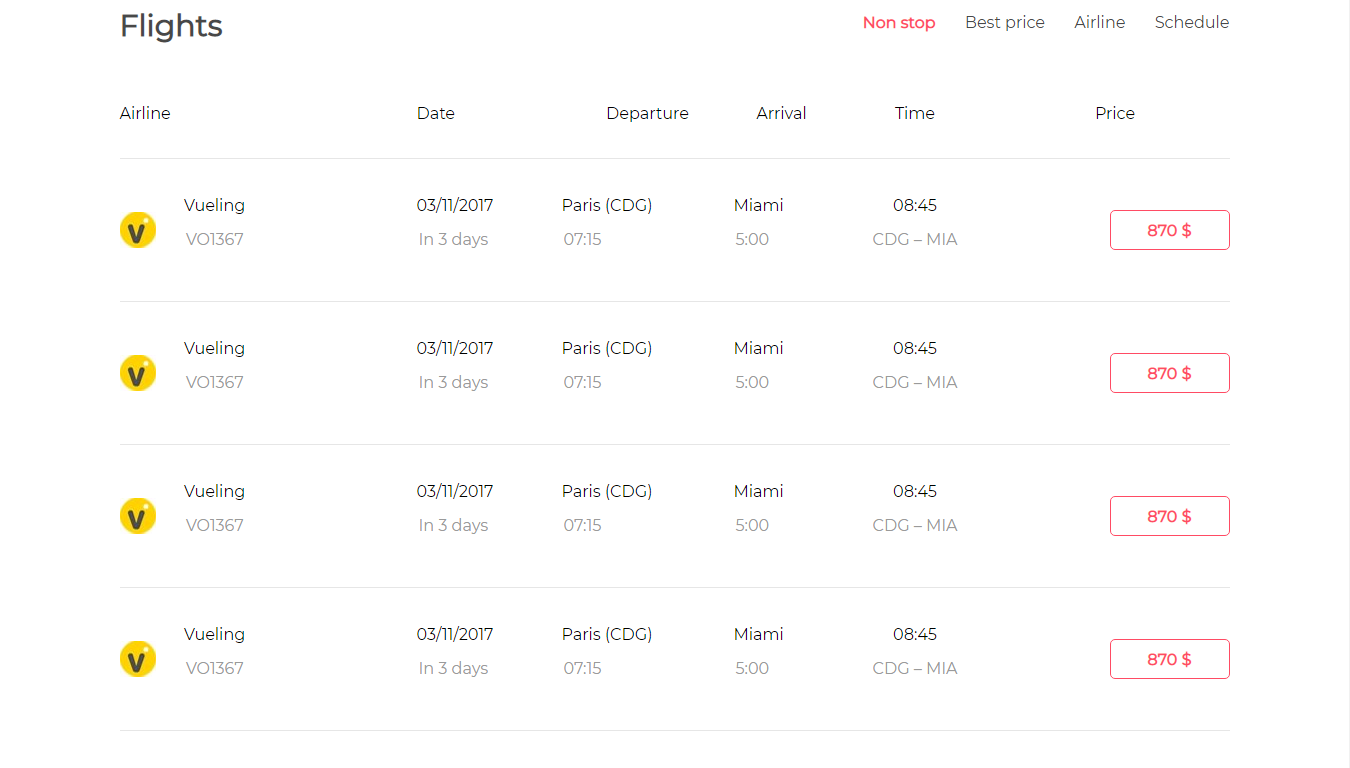 Flights
Non stop Best price Airline Schedule
Airline Date Departure Arrival Time Price
Vueling 03/11/2017 Paris (CDG) Miami 08:45
V 870 $
VO1367 In 3 days 07:15 5:00 CDG – MIA
Vueling 03/11/2017 Paris (CDG) Miami 08:45
V 870 $
VO1367 In 3 days 07:15 5:00 CDG – MIA
Vueling 03/11/2017 Paris (CDG) Miami 08:45
V 870 $
VO1367 In 3 days 07:15 5:00 CDG – MIA
Vueling 03/11/2017 Paris (CDG) Miami 08:45
V 870 $
VO1367 In 3 days 07:15 5:00 CDG – MIA